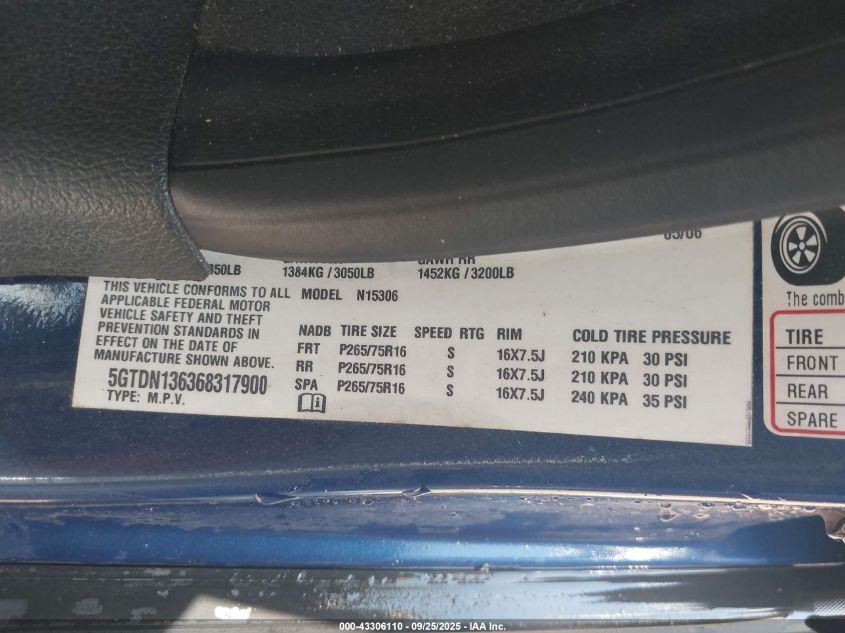 05/06
350LB 1384KG / 3050LB 1452KG / 3200LB
THIS VEHICLE CONFORMS TO ALL MODEL N15306
APPLICABLE FEDERAL MOTOR
VEHICLE SAFETY AND THEFT
PREVENTION STANDARDS IN
EFFECT ON THE DATE OF
MANUFACTURE SHOWN ABOVE.
5GTDN136368317900
TYPE: M.P.V.
NADB TIRE SIZE SPEED RTG RIM COLD TIRE PRESSURE
FRT P265/75R16 S 16X7.5J 210 KPA 30 PSI
RR P265/75R16 S 16X7.5J 210 KPA 30 PSI
SPA P265/75R16 S 16X7.5J 240 KPA 35 PSI
The comb
TIRE
FRONT
REAR
SPARE
000-43306110 - 09/25/2025 - IAA Inc.